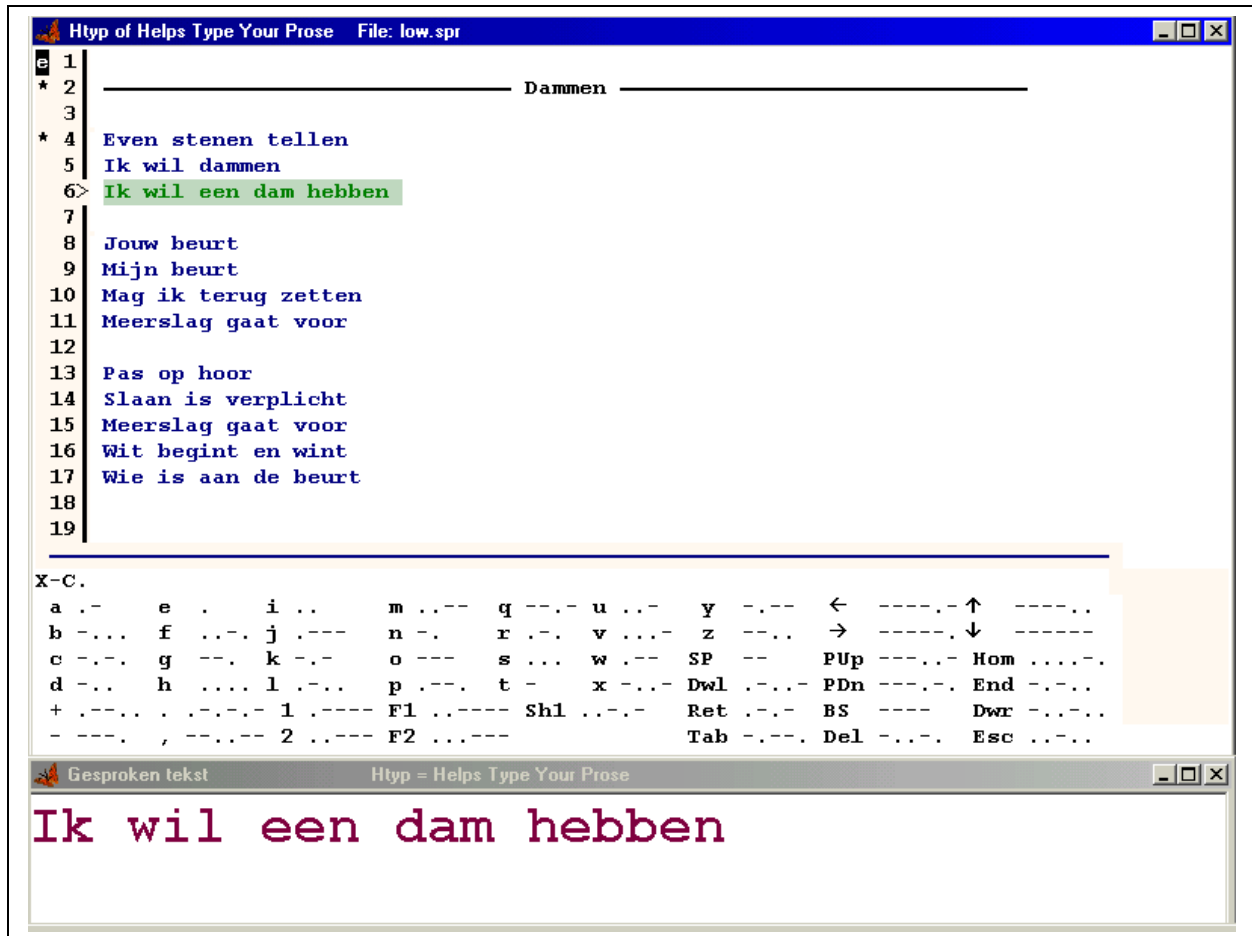 Htyp of Helps Type Your Prose File: low.spr
e 1
* 2 Dammen
3
* 4 Even stenen tellen
5 Ik wil dammen
6> Ik wil een dam hebben
7
8 Jouw beurt
9 Mijn beurt
10 Mag ik terug zetten
11 Meerslag gaat voor
12
13 Pas op hoor
14 Slaan is verplicht
15 Meerslag gaat voor
16 Wit begint en wint
17 Wie is aan de beurt
18
19
X-C.
a .- e . i .. m ..-- q --.- u ..- y -.-- ← ----.- ↑ ----..
b -... f ..-. j .--- n -. r .-. v ...- z --.. → -----. ↓ ------
c -.-. g --. k -.- o --- s ... w .-- SP -- PUp ---..- Hom ....-.
d -.. h .... l .-.. p .--. t - x -..- Dwl .-..- PDn ---.-. End -.-..
+ .--.. . .-.-.- 1 .---- F1 ..---- Sh1 ..-.- Ret .-.- BS ---- Dwr -..-..
- ---. , --..-- 2 ..--- F2 ...--- Tab -.--. Del -..-. Esc ..-..
Gesproken tekst Htyp = Helps Type Your Prose
Ik wil een dam hebben